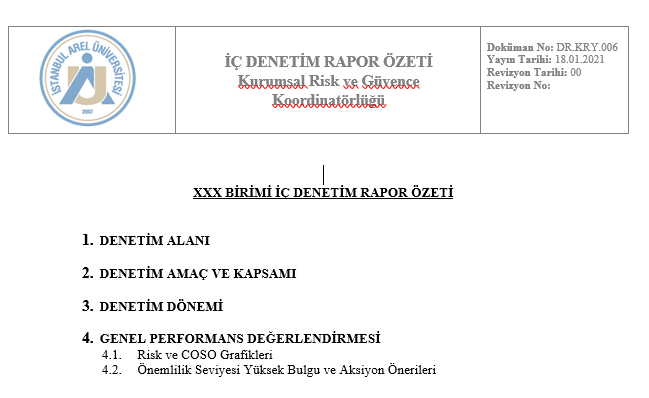 İSTANBUL AREL ÜNİVERSİTESİ
2007
İÇ DENETİM RAPOR ÖZETİ
Kurumsal Risk ve Güvence
Koordinatörlüğü
Doküman No: DR.KRY.006
Yayın Tarihi: 18.01.2021
Revizyon Tarihi: 00
Revizyon No:
XXX BİRİMİ İÇ DENETİM RAPOR ÖZETİ
1. DENETİM ALANI
2. DENETİM AMAÇ VE KAPSAMI
3. DENETİM DÖNEMİ
4. GENEL PERFORMANS DEĞERLENDİRMESİ
4.1. Risk ve COSO Grafikleri
4.2. Önemlilik Seviyesi Yüksek Bulgu ve Aksiyon Önerileri